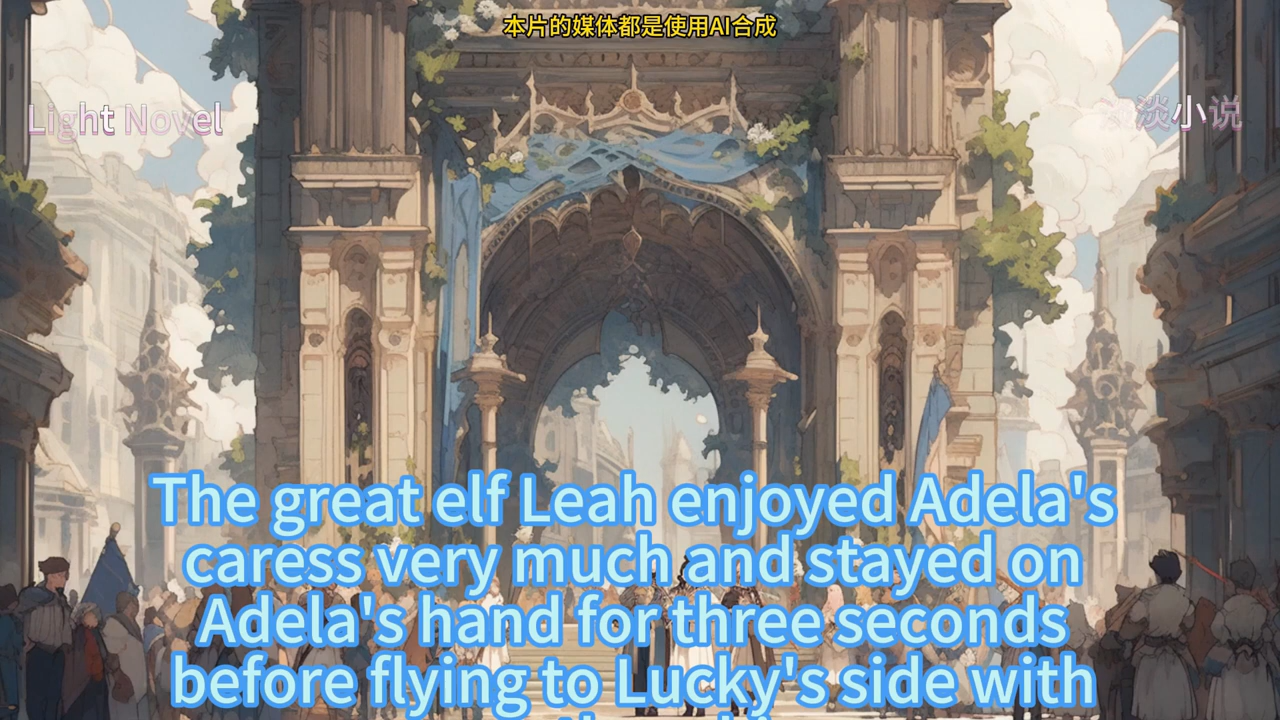 本片的媒体都是使用AI合成
Light Novel
淡小说
The great elf Leah enjoyed Adela's
caress very much and stayed on
Adela's hand for three seconds
before flying to Lucky's side with